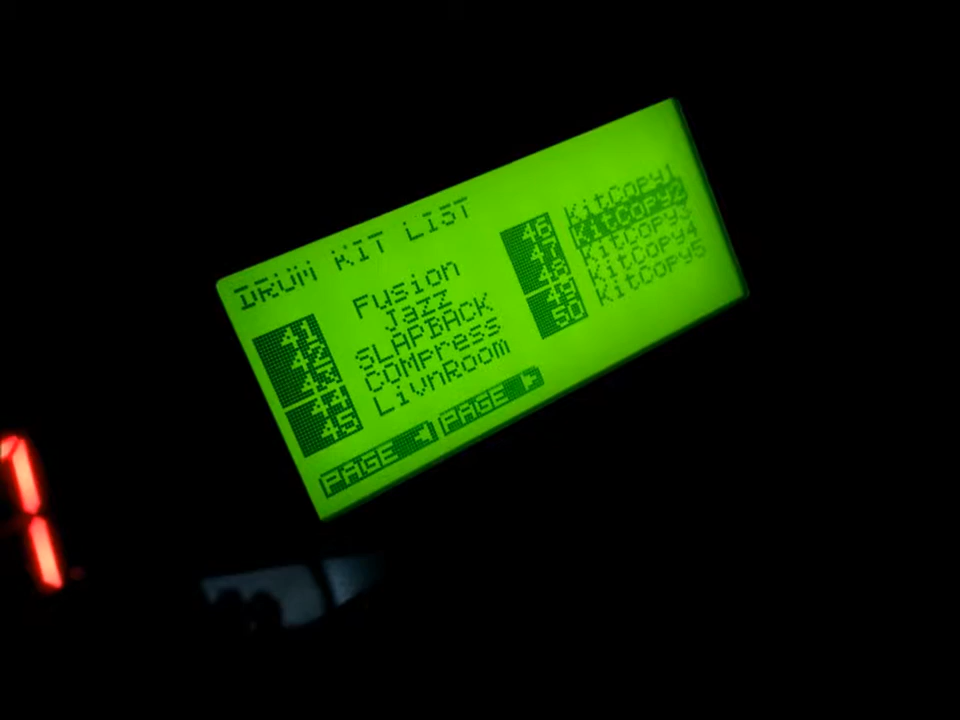 DRUM KIT LIST
41 Fusion 46 KitCopy1
42 Jazz 47 KitCopy2
43 SLAPBACK 48 KitCopy3
44 COMPress 49 KitCopy4
45 LivnRoom 50 KitCopy5
PAGE ◄ PAGE ►
1